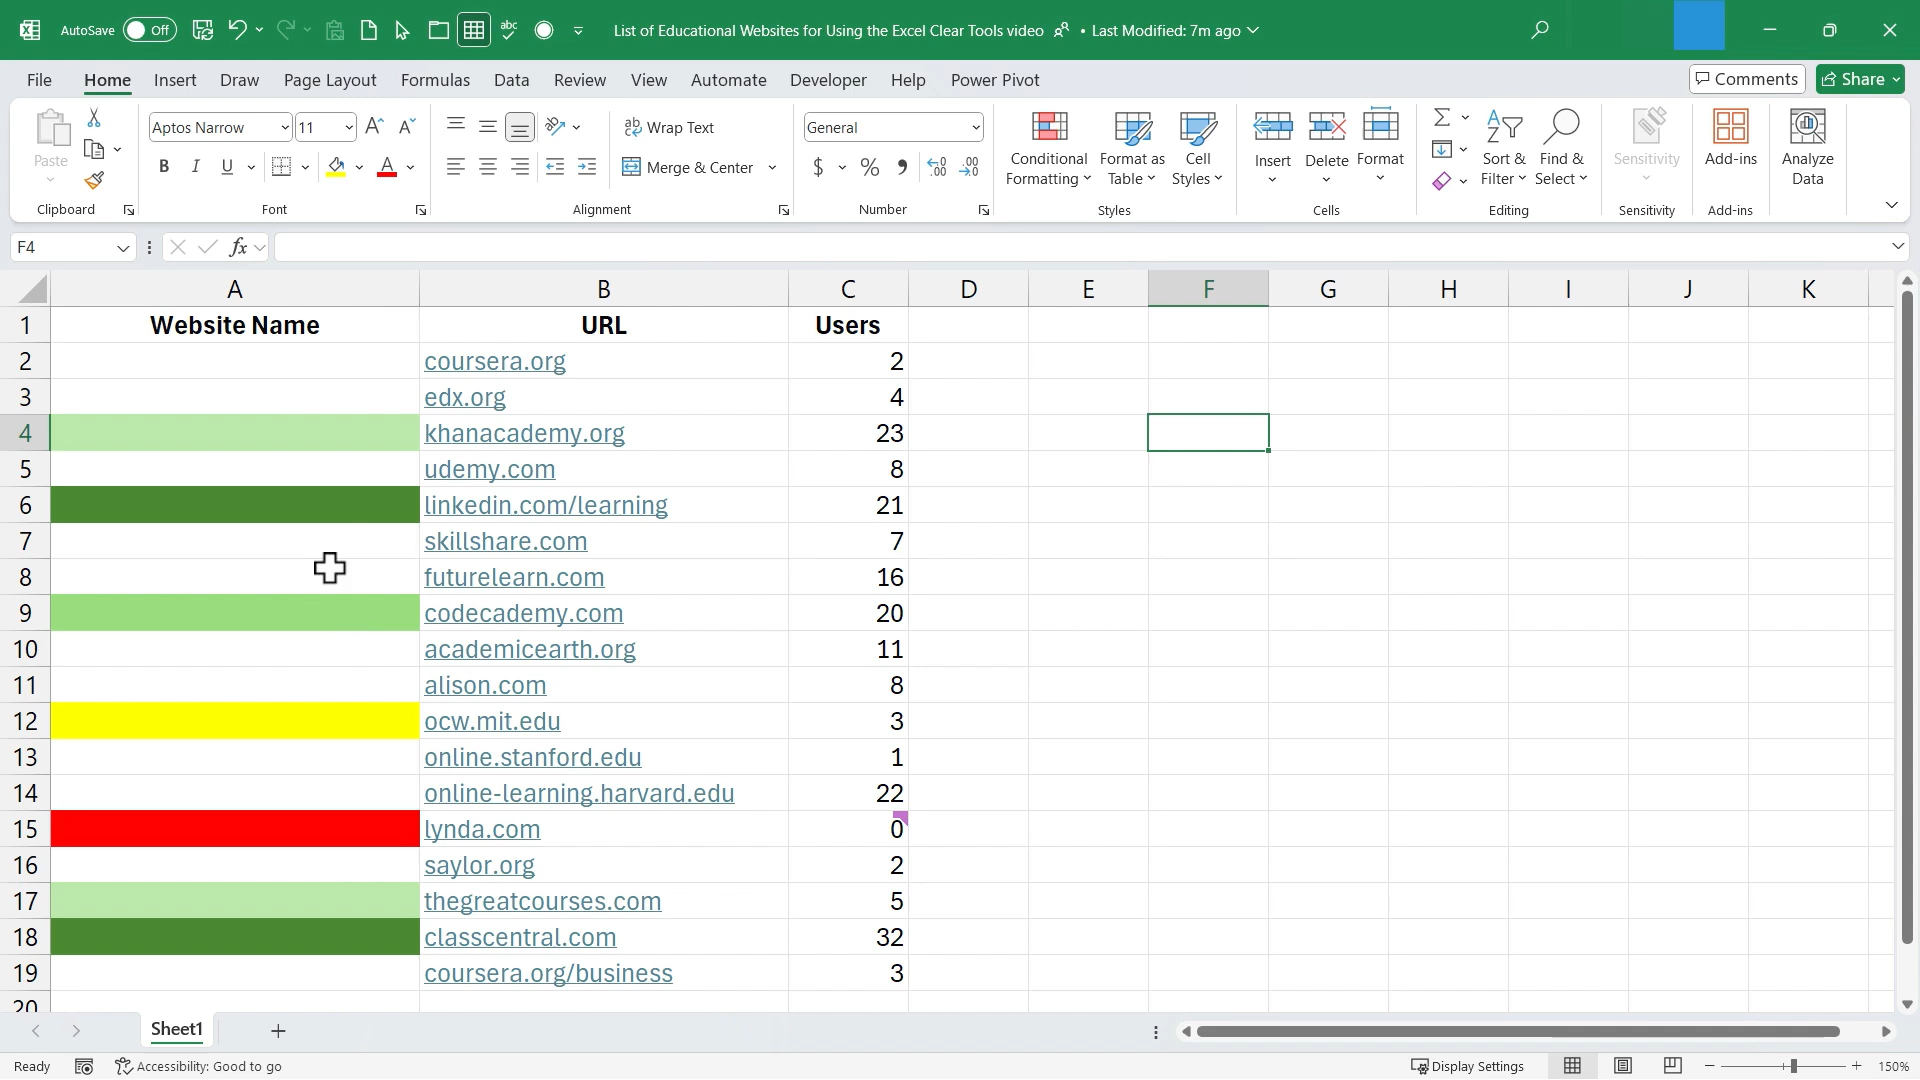 AutoSave Off abc List of Educational Websites for Using the Excel Clear Tools video • Last Modified: 7m ago
File Home Insert Draw Page Layout Formulas Data Review View Automate Developer Help Power Pivot Comments Share
Aptos Narrow 11 A A ab Wrap Text General
Paste B I U A Merge & Center $ % 9 .00 .00
Conditional Formatting
Format as Table
Cell Styles
Insert Delete Format
Σ
Sort & Filter
Find & Select
Sensitivity
Add-ins
Analyze Data
Clipboard Font Alignment Number Styles Cells Editing Sensitivity Add-ins
F4 fx
A B C D E F G H I J K
1 Website Name URL Users
2 coursera.org 2
3 edx.org 4
4 khanacademy.org 23
5 udemy.com 8
6 linkedin.com/learning 21
7 skillshare.com 7
8 futurelearn.com 16
9 codecademy.com 20
10 academicearth.org 11
11 alison.com 8
12 ocw.mit.edu 3
13 online.stanford.edu 1
14 online-learning.harvard.edu 22
15 lynda.com 0
16 saylor.org 2
17 thegreatcourses.com 5
18 classcentral.com 32
19 coursera.org/business 3
20
Sheet1
Ready Accessibility: Good to go Display Settings 150%